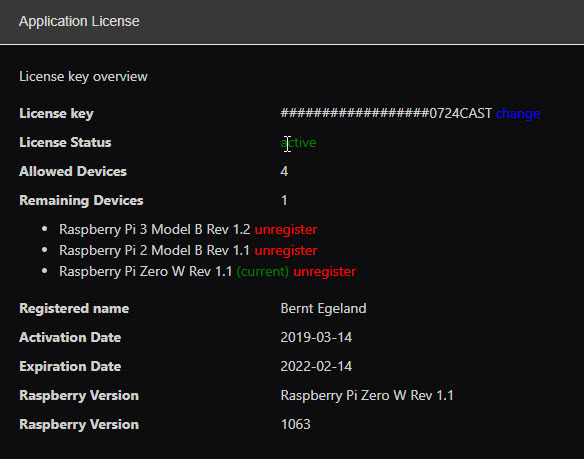 Application License
License key overview
License key ##################0724CAST change
License Status active
Allowed Devices 4
Remaining Devices 1
• Raspberry Pi 3 Model B Rev 1.2 unregister
• Raspberry Pi 2 Model B Rev 1.1 unregister
• Raspberry Pi Zero W Rev 1.1 (current) unregister
Registered name Bernt Egeland
Activation Date 2019-03-14
Expiration Date 2022-02-14
Raspberry Version Raspberry Pi Zero W Rev 1.1
Raspberry Version 1063